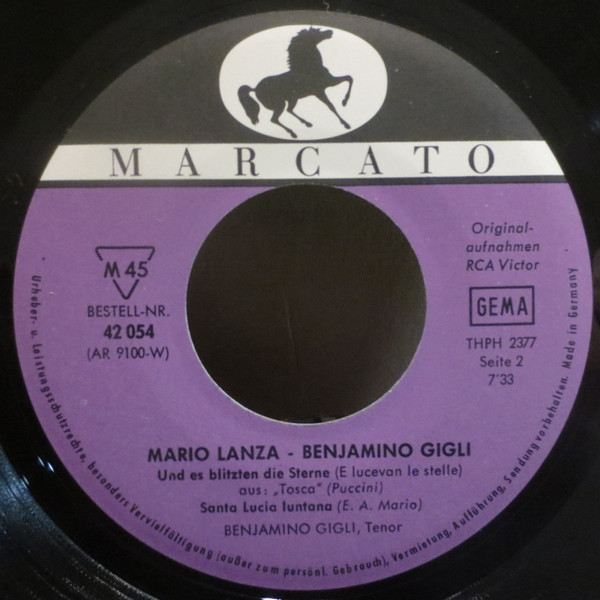 MARCATO
M 45
BESTELL-NR.
42 054
(AR 9100-W)
Original-
aufnahmen
RCA Victor
GEMA
THPH 2377
Seite 2
7'33
MARIO LANZA - BENJAMINO GIGLI
Und es blitzten die Sterne (E lucevan le stelle)
aus: „Tosca" (Puccini)
Santa Lucia luntana (E. A. Mario)
BENJAMINO GIGLI, Tenor
Urheber- u. Leistungsschutzrechte, besonders Vervielfältigung (außer zum persönl. Gebrauch), Vermietung, Aufführung, Sendung vorbehalten. Made in Germany